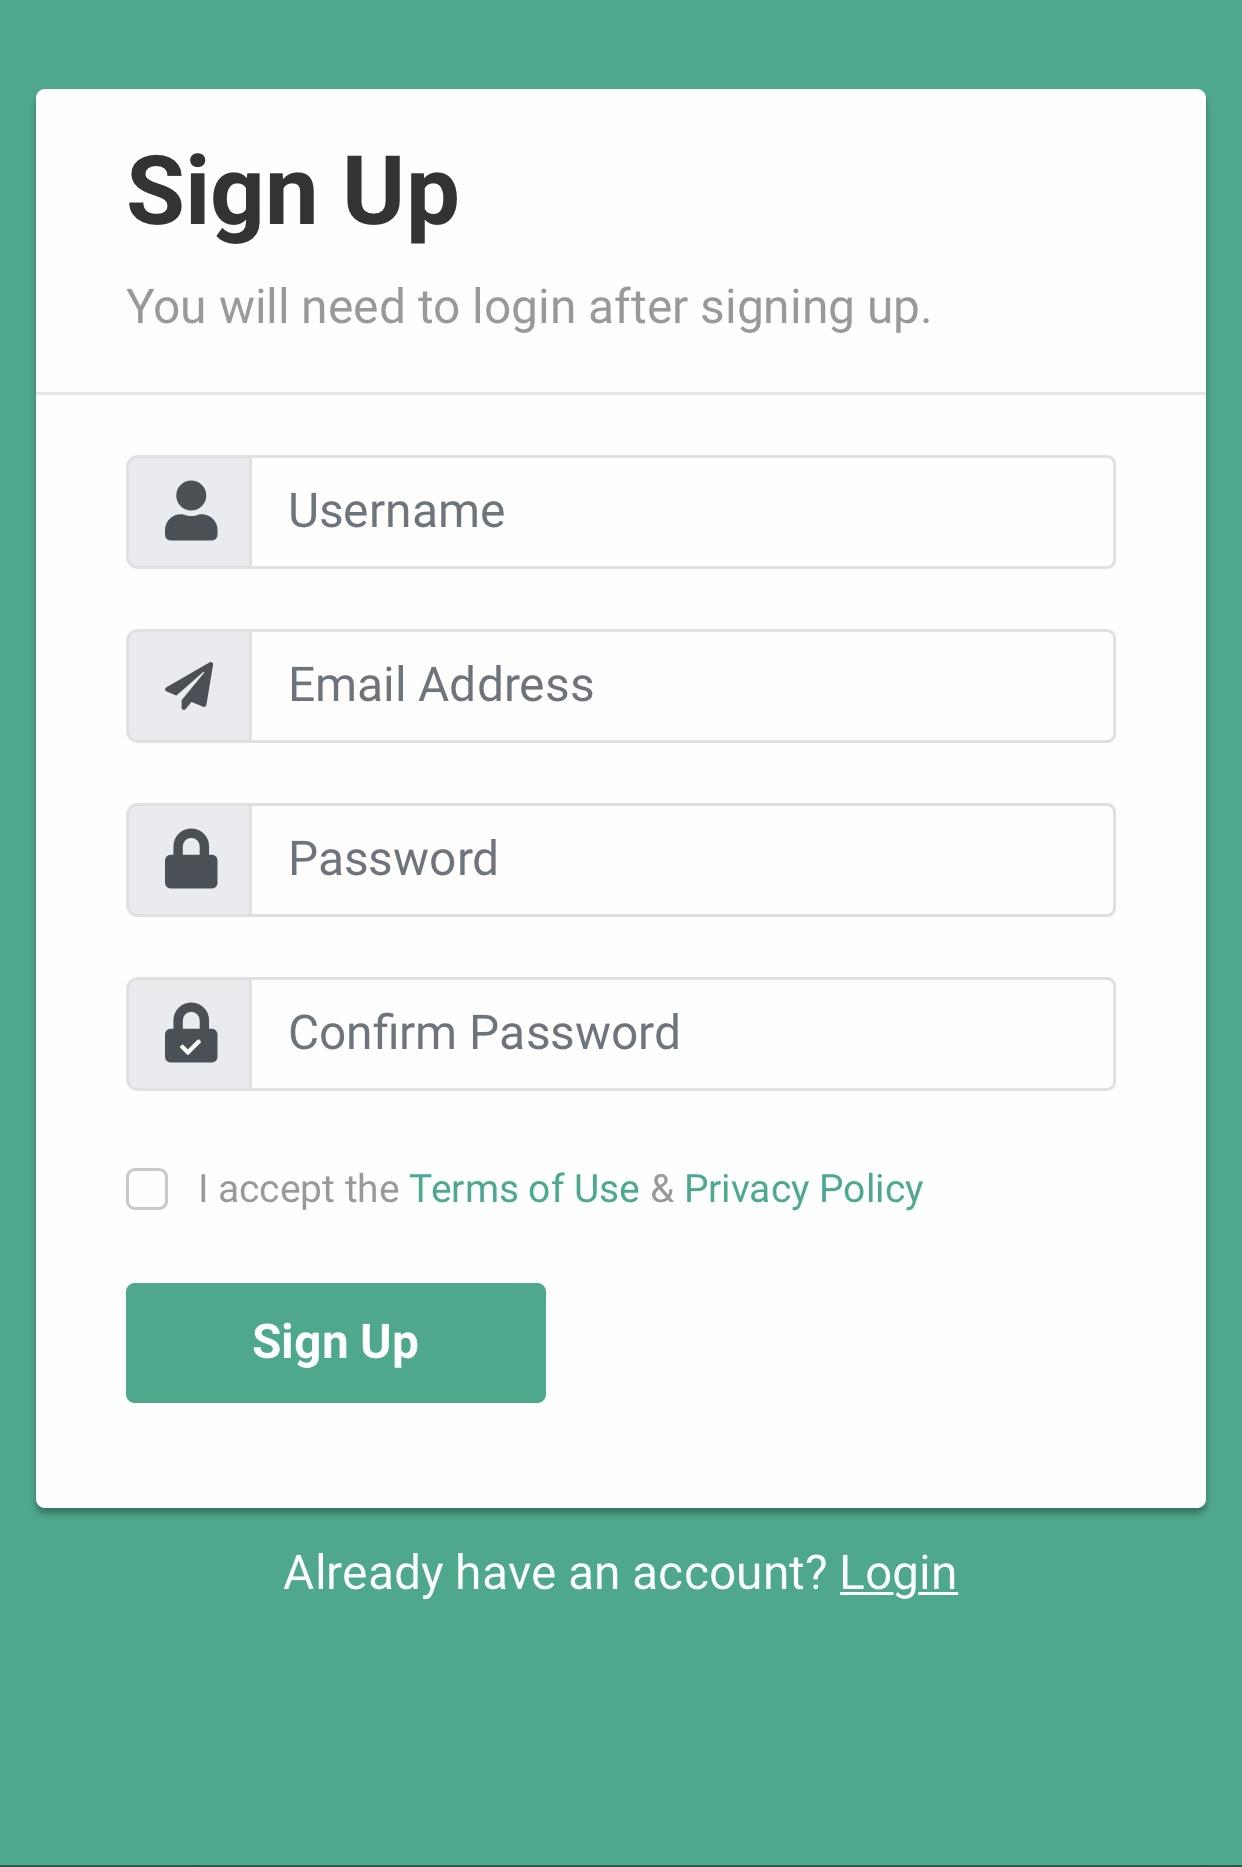 Sign Up
You will need to login after signing up.
Username
Email Address
Password
Confirm Password
I accept the Terms of Use & Privacy Policy
Sign Up
Already have an account? Login